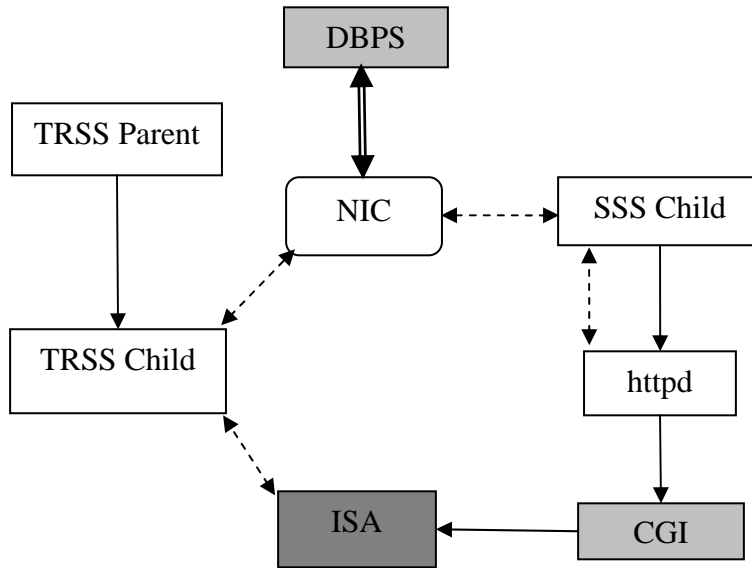 DBPS
TRSS Parent
NIC
SSS Child
TRSS Child
httpd
ISA
CGI